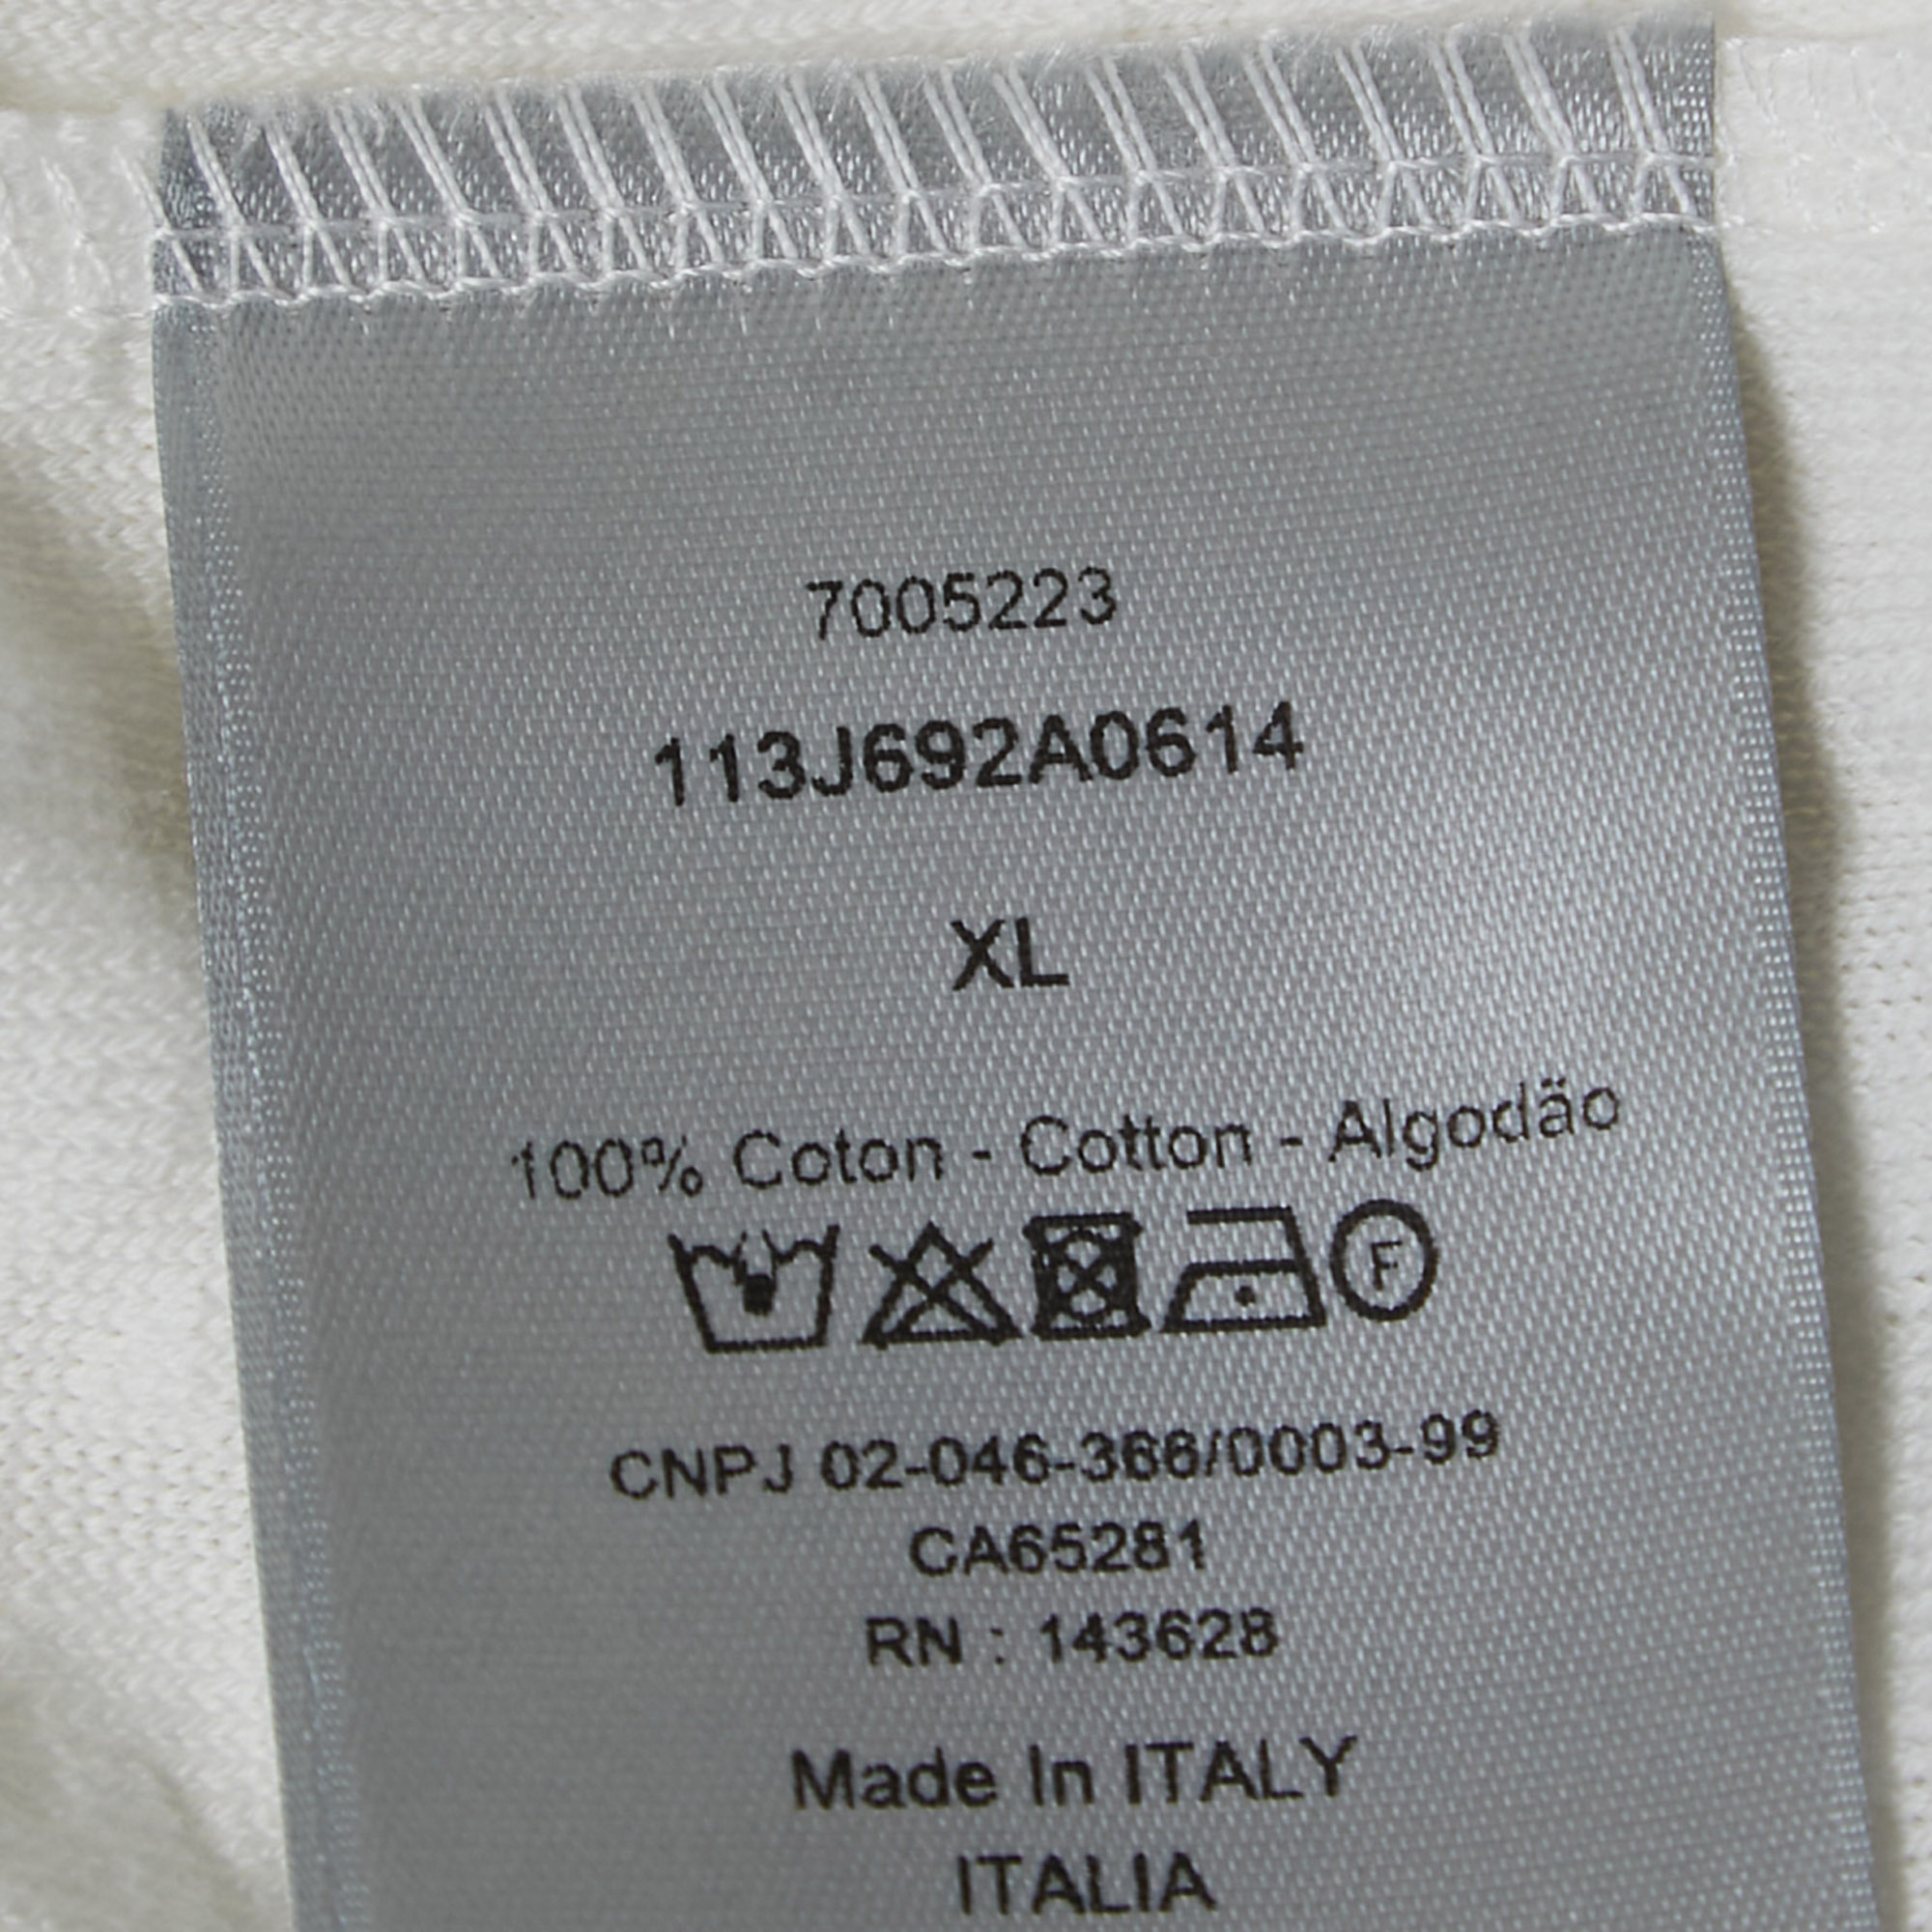 7005223
113J692A0614
XL
100% Coton - Cotton - Algodäo
F
CNPJ 02-046-366/0003-99
CA65281
RN : 143628
Made In ITALY
ITALIA